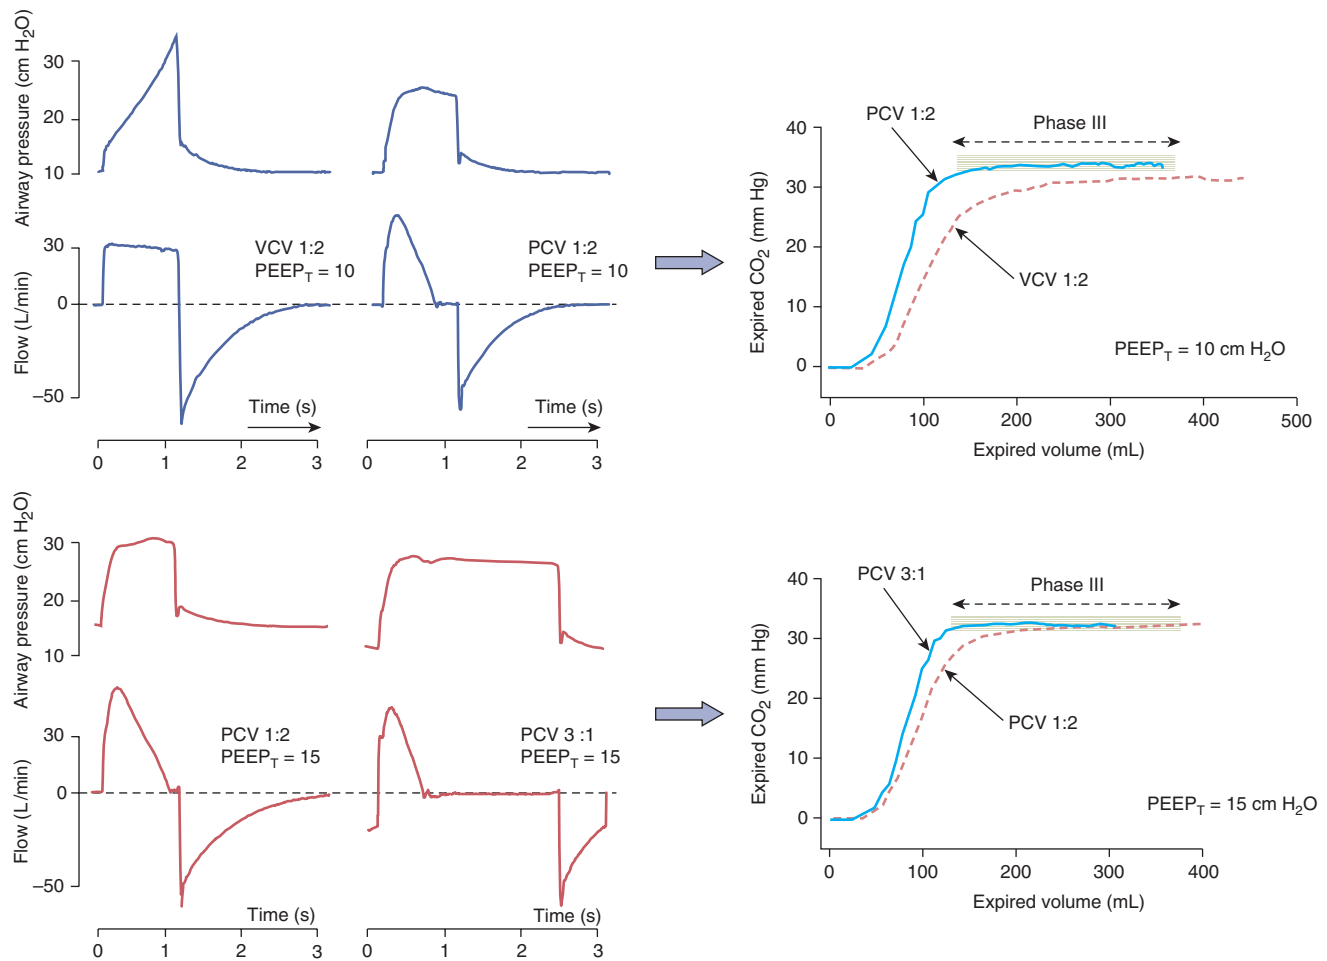 Airway pressure (cm H2O)
30
20
10
Flow (L/min)
30
0
–50
VCV 1:2
PEEPT = 10
PCV 1:2
PEEPT = 10
Time (s)
Time (s)
0 1 2 3
0 1 2 3
Expired CO2 (mm Hg)
40
30
20
10
0
PCV 1:2
Phase III
VCV 1:2
PEEPT = 10 cm H2O
0 100 200 300 400 500
Expired volume (mL)
Airway pressure (cm H2O)
30
20
10
Flow (L/min)
30
0
–50
PCV 1:2
PEEPT = 15
PCV 3 :1
PEEPT = 15
Time (s)
Time (s)
0 1 2 3
0 1 2 3
Expired CO2 (mm Hg)
40
30
20
10
0
PCV 3:1
Phase III
PCV 1:2
PEEPT = 15 cm H2O
0 100 200 300 400
Expired volume (mL)